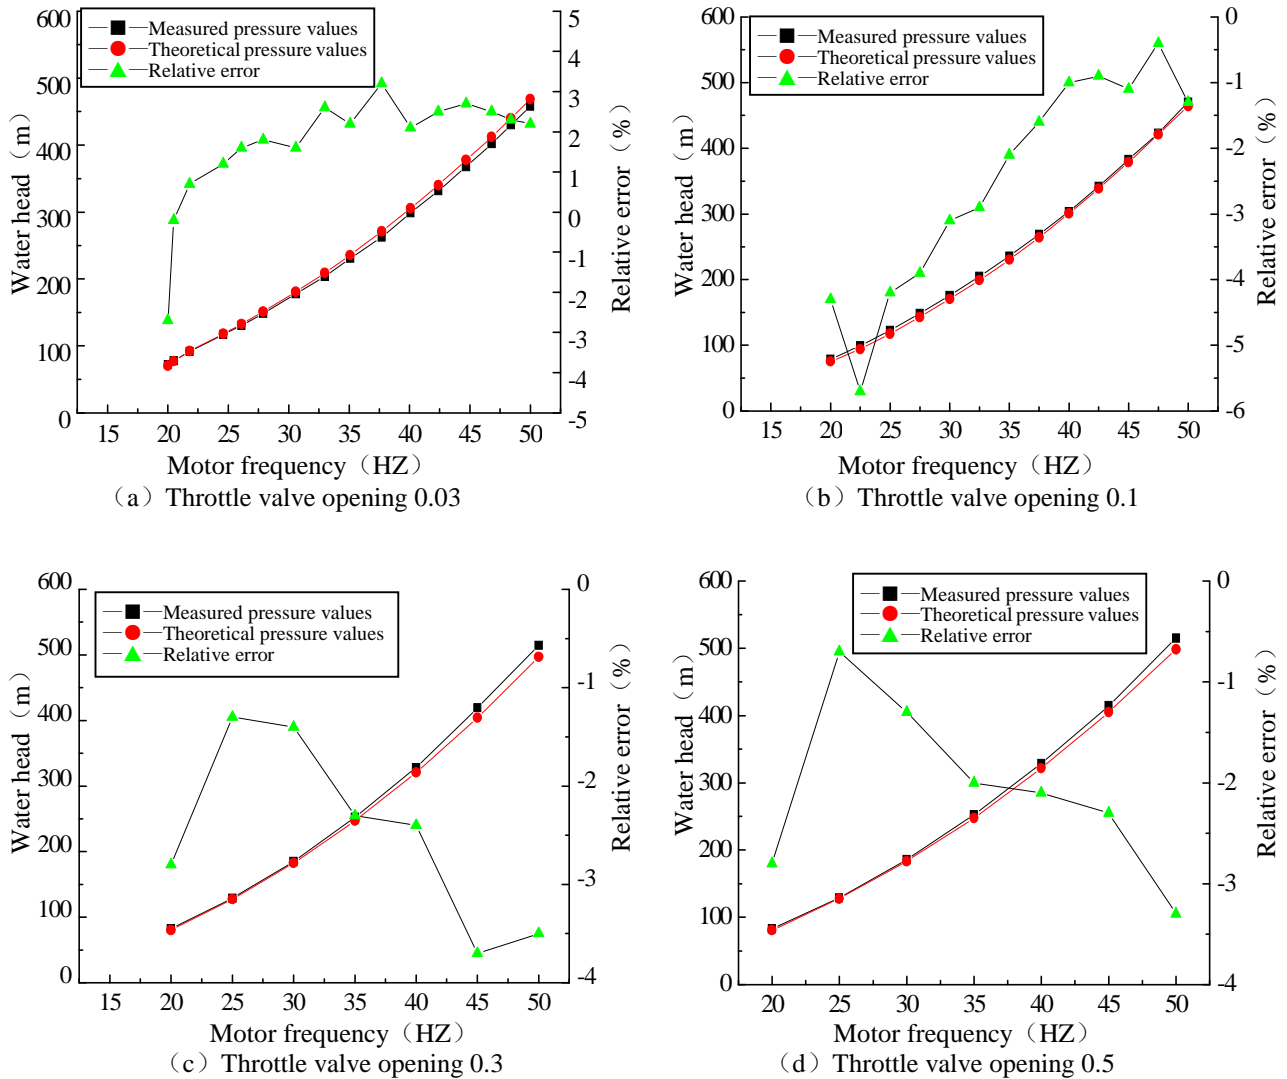 Measured pressure values
Theoretical pressure values
Relative error
600
500
400
300
200
100
0
Water head（m）
5
4
3
2
1
0
-1
-2
-3
-4
-5
Relative error（%）
15 20 25 30 35 40 45 50
Motor frequency（HZ）
（a）Throttle valve opening 0.03
Measured pressure values
Theoretical pressure values
Relative error
600
500
400
300
200
100
0
Water head（m）
0
-1
-2
-3
-4
-5
-6
Relative error（%）
15 20 25 30 35 40 45 50
Motor frequency（HZ）
（b）Throttle valve opening 0.1
Measured pressure values
Theoretical pressure values
Relative error
600
500
400
300
200
100
0
Water head（m）
0
-1
-2
-3
-4
Relative error（%）
15 20 25 30 35 40 45 50
Motor frequency（HZ）
（c）Throttle valve opening 0.3
Measured pressure values
Theoretical pressure values
Relative error
600
500
400
300
200
100
0
Water head（m）
0
-1
-2
-3
-4
Relative error（%）
20 25 30 35 40 45 50
Motor frequency（HZ）
（d）Throttle valve opening 0.5